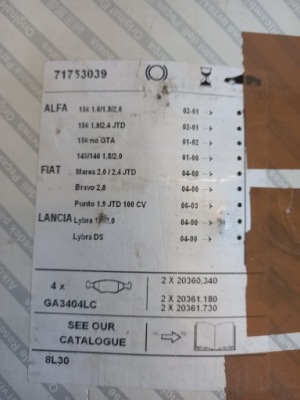 71753039
ALFA 156 1.6/1.8/2.0 02-01 →
156 1.9/2.4 JTD 02-01 →
156 no GTA 01-02 →
145/146 1.8/2.0 01-00 →
FIAT Marea 2.0 / 2.4 JTD 04-00 →
Bravo 2.0 04-00 →
Punto 1.9 JTD 100 CV 06-03 →
LANCIA Lybra 2.0 04-00 →
Lybra DS 04-00 →
4 x 2 X 20360.340
GA3404LC 2 X 20361.180
2 X 20361.730
SEE OUR
CATALOGUE
8L30